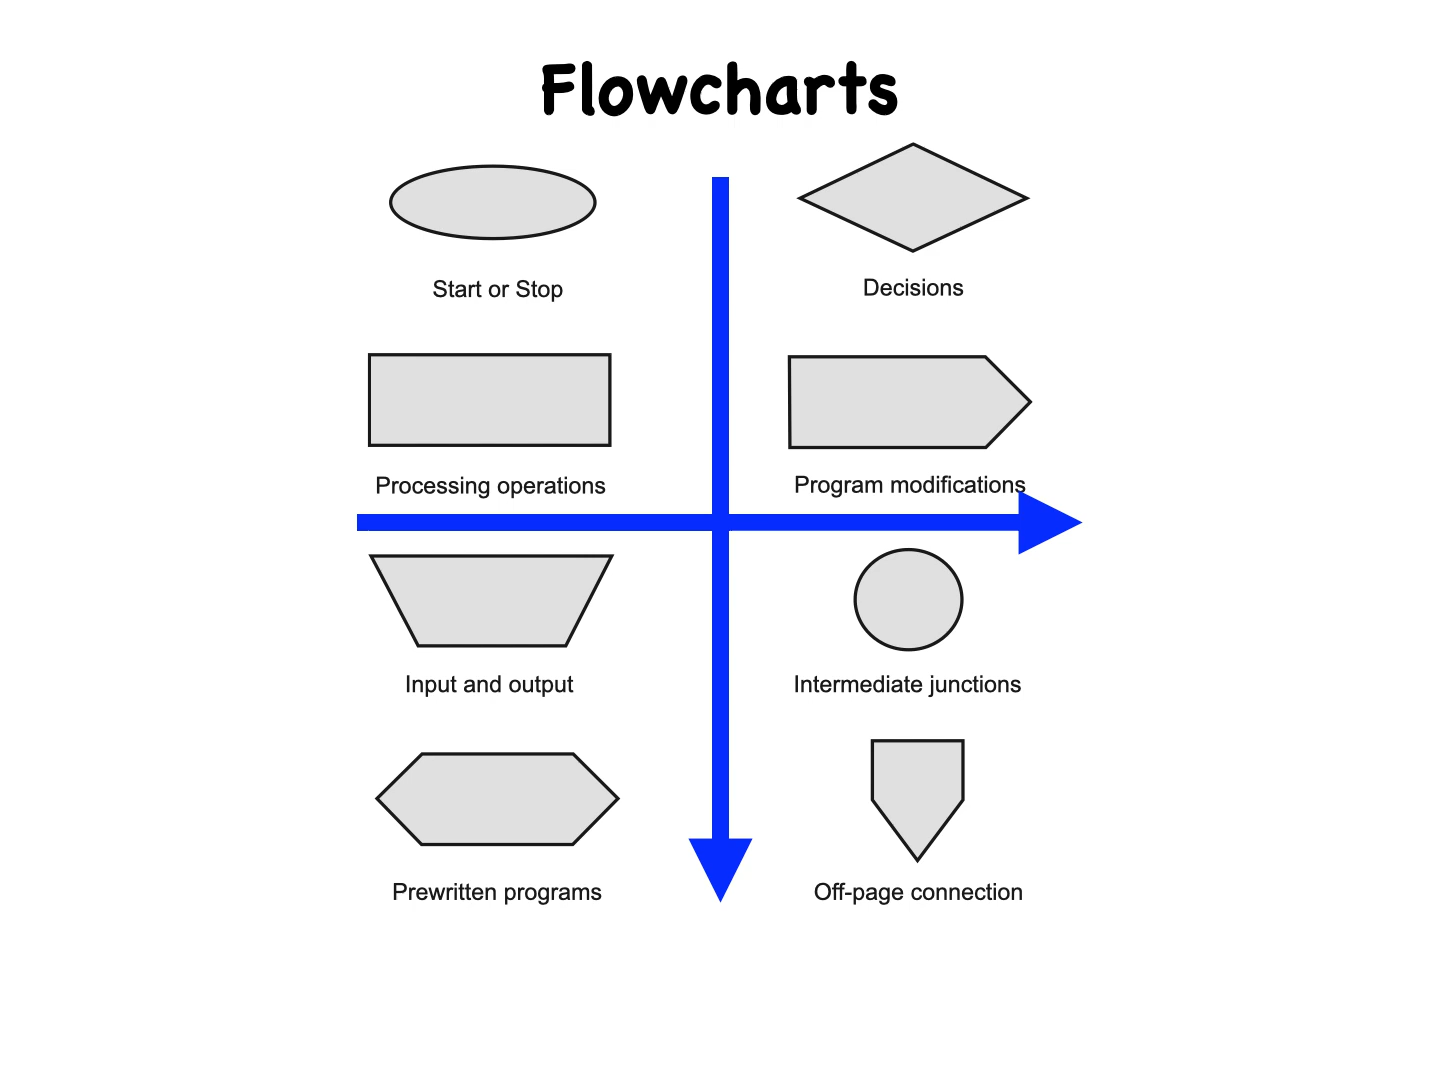 Flowcharts
Start or Stop
Decisions
Processing operations
Program modifications
Input and output
Intermediate junctions
Prewritten programs
Off-page connection